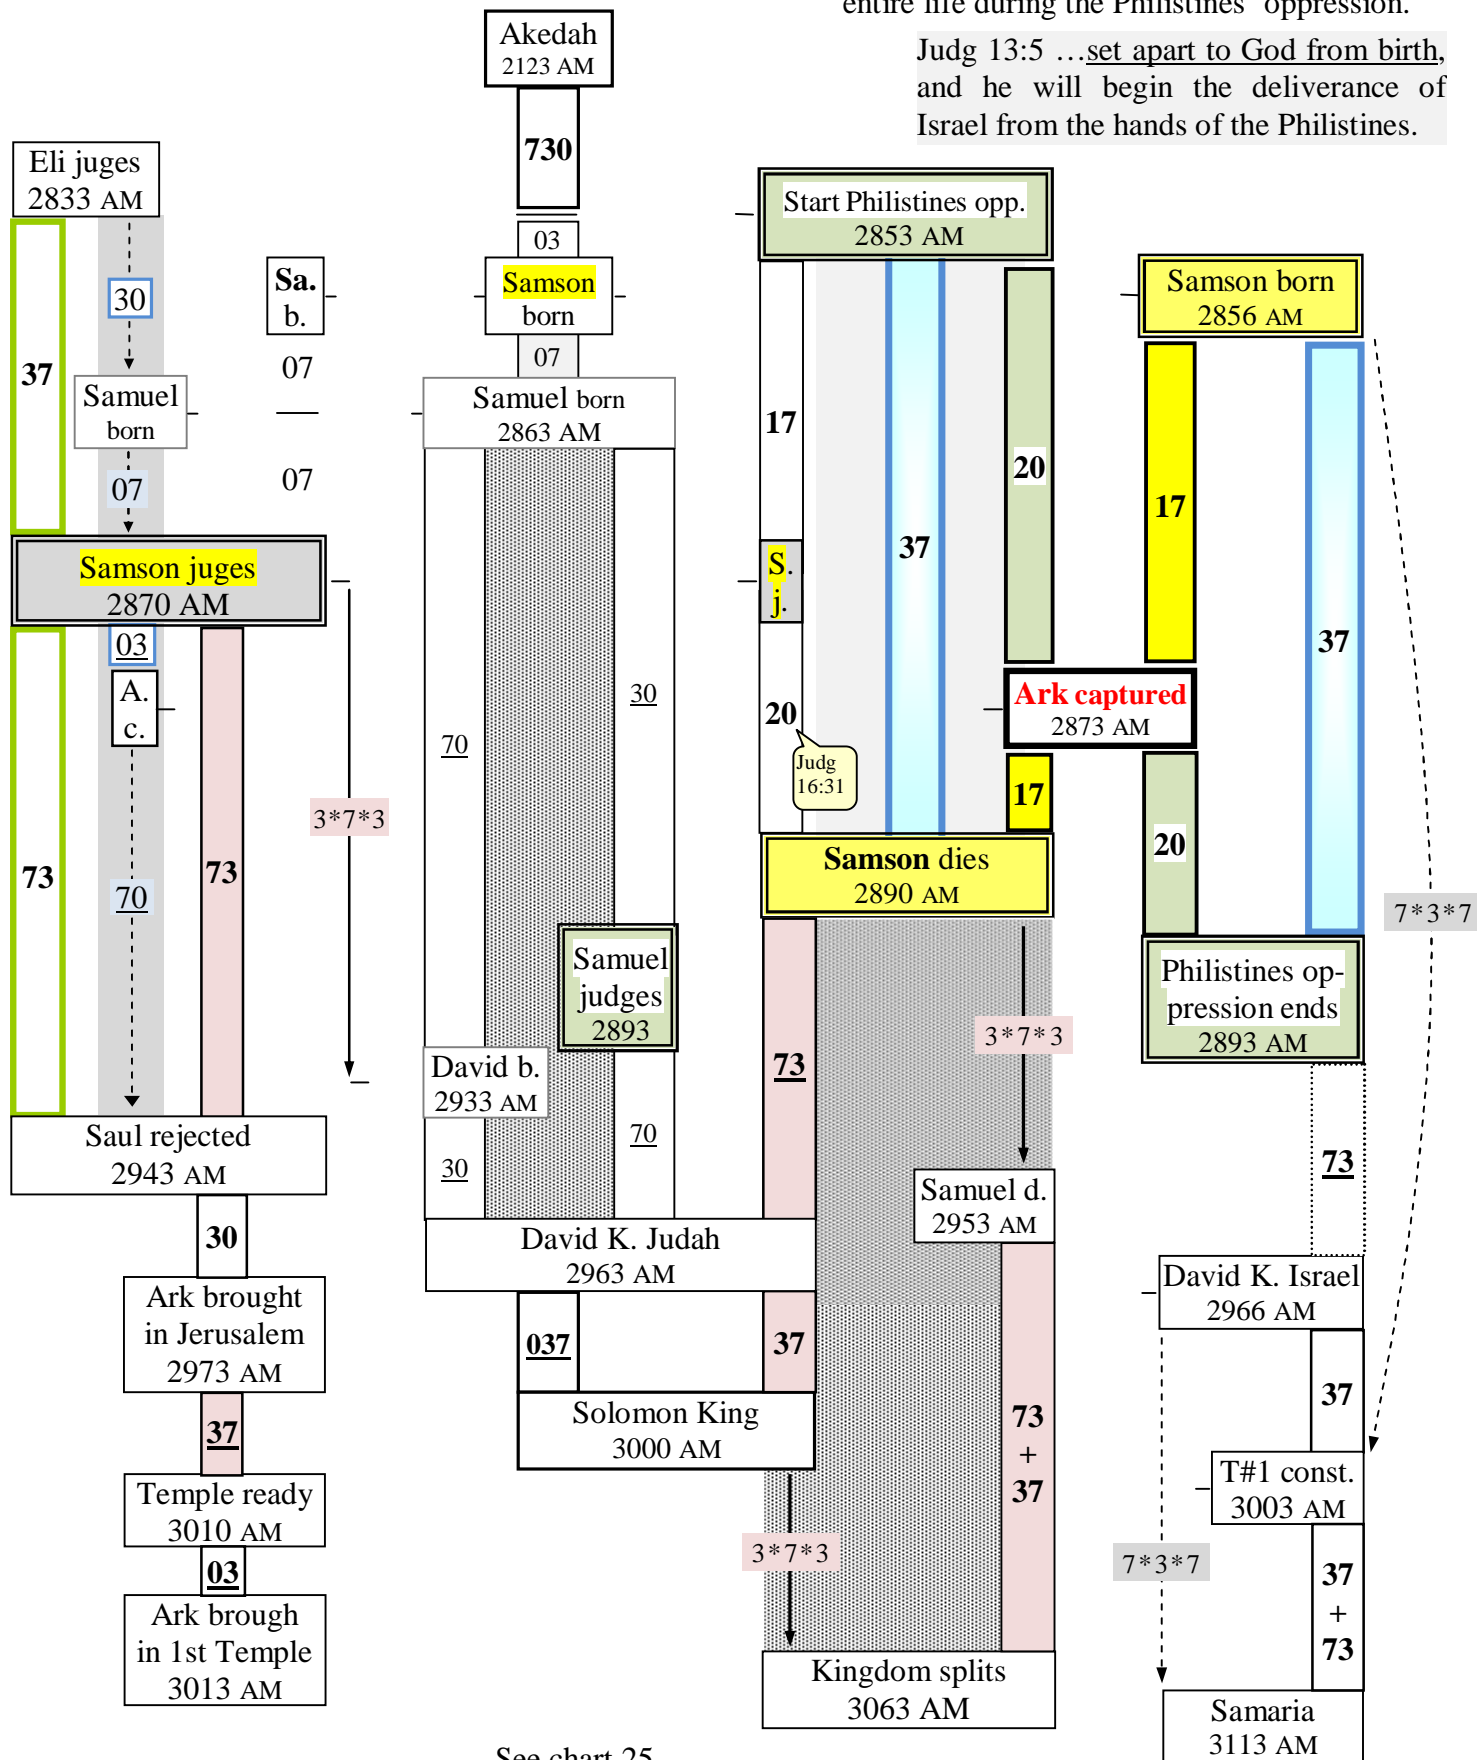 entire life during the Philistines' oppression.
Judg 13:5 …set apart to God from birth,
and he will begin the deliverance of
Israel from the hands of the Philistines.
Eli juges
2833 AM
37
30
Samuel
born
07
Samson juges
2870 AM
03
A.
c.
73
70
73
3*7*3
Saul rejected
2943 AM
30
Ark brought
in Jerusalem
2973 AM
37
Temple ready
3010 AM
03
Ark brough
in 1st Temple
3013 AM
Sa.
b.
07
07
Akedah
2123 AM
730
03
Samson
born
07
Samuel born
2863 AM
70
30
Samuel
judges
2893
David b.
2933 AM
30
70
David K. Judah
2963 AM
037
37
Solomon King
3000 AM
3*7*3
Start Philistines opp.
2853 AM
17
37
20
S.
j.
20
Judg
16:31
Ark captured
2873 AM
17
Samson dies
2890 AM
73
3*7*3
Samuel d.
2953 AM
73
+
37
Kingdom splits
3063 AM
Samson born
2856 AM
17
37
20
7*3*7
Philistines op-
pression ends
2893 AM
73
David K. Israel
2966 AM
37
T#1 const.
3003 AM
7*3*7
37
+
73
Samaria
3113 AM
See chart 25